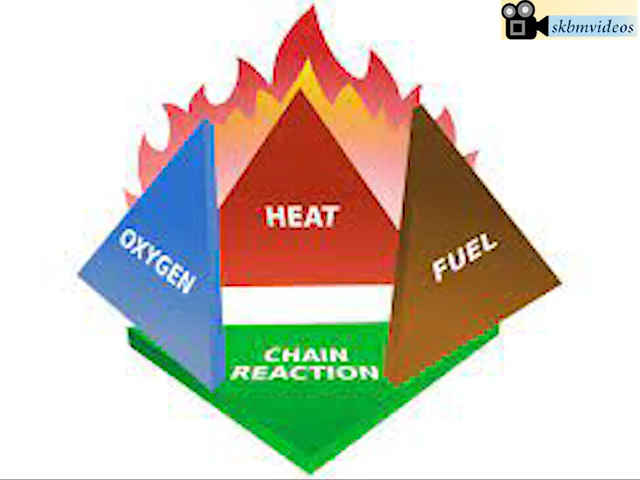 skbmvideos
HEAT
OXYGEN
FUEL
CHAIN
REACTION